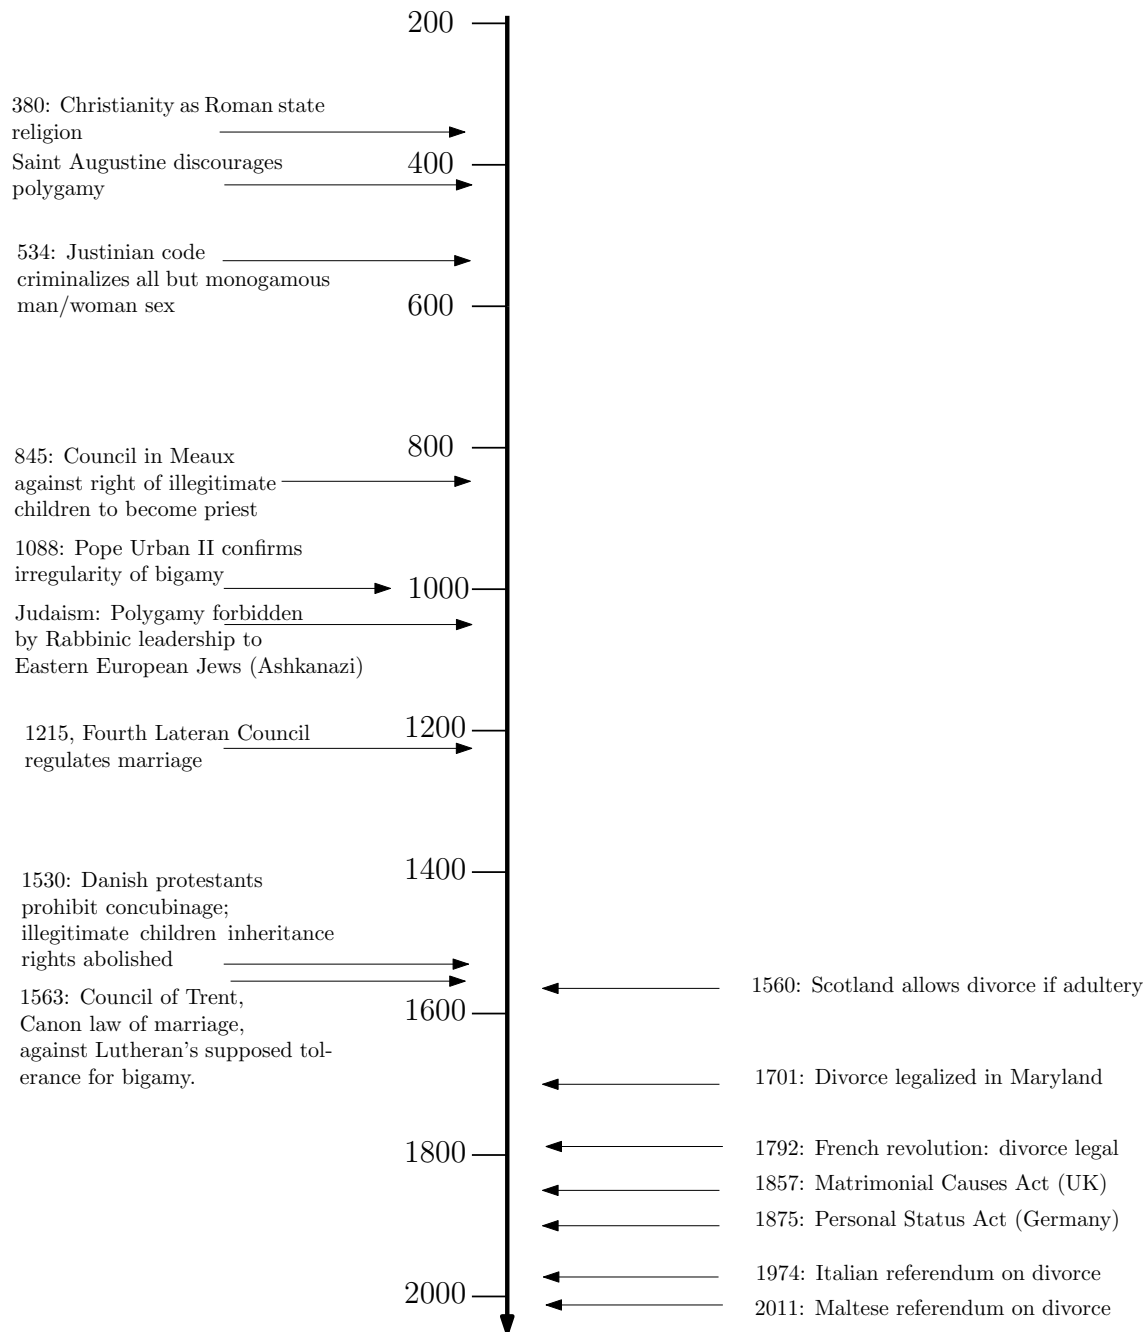 200
380: Christianity as Roman state
religion
Saint Augustine discourages
polygamy
400
534: Justinian code
criminalizes all but monogamous
man/woman sex
600
800
845: Council in Meaux
against right of illegitimate
children to become priest
1088: Pope Urban II confirms
irregularity of bigamy
1000
Judaism: Polygamy forbidden
by Rabbinic leadership to
Eastern European Jews (Ashkanazi)
1200
1215, Fourth Lateran Council
regulates marriage
1400
1530: Danish protestants
prohibit concubinage;
illegitimate children inheritance
rights abolished
1563: Council of Trent,
Canon law of marriage,
against Lutheran's supposed tol-
erance for bigamy.
1560: Scotland allows divorce if adultery
1600
1701: Divorce legalized in Maryland
1792: French revolution: divorce legal
1800
1857: Matrimonial Causes Act (UK)
1875: Personal Status Act (Germany)
1974: Italian referendum on divorce
2000
2011: Maltese referendum on divorce